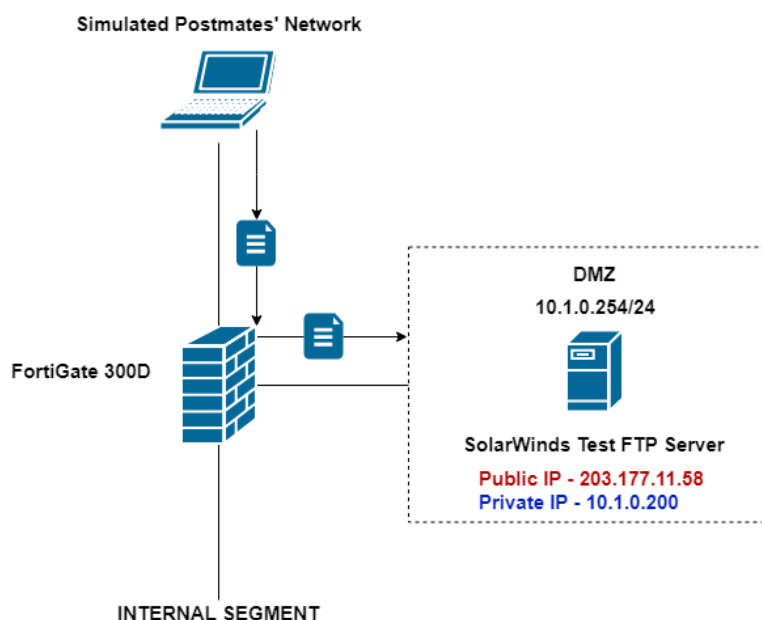 Simulated Postmates' Network
DMZ
10.1.0.254/24
FortiGate 300D
SolarWinds Test FTP Server
Public IP - 203.177.11.58
Private IP - 10.1.0.200
INTERNAL SEGMENT